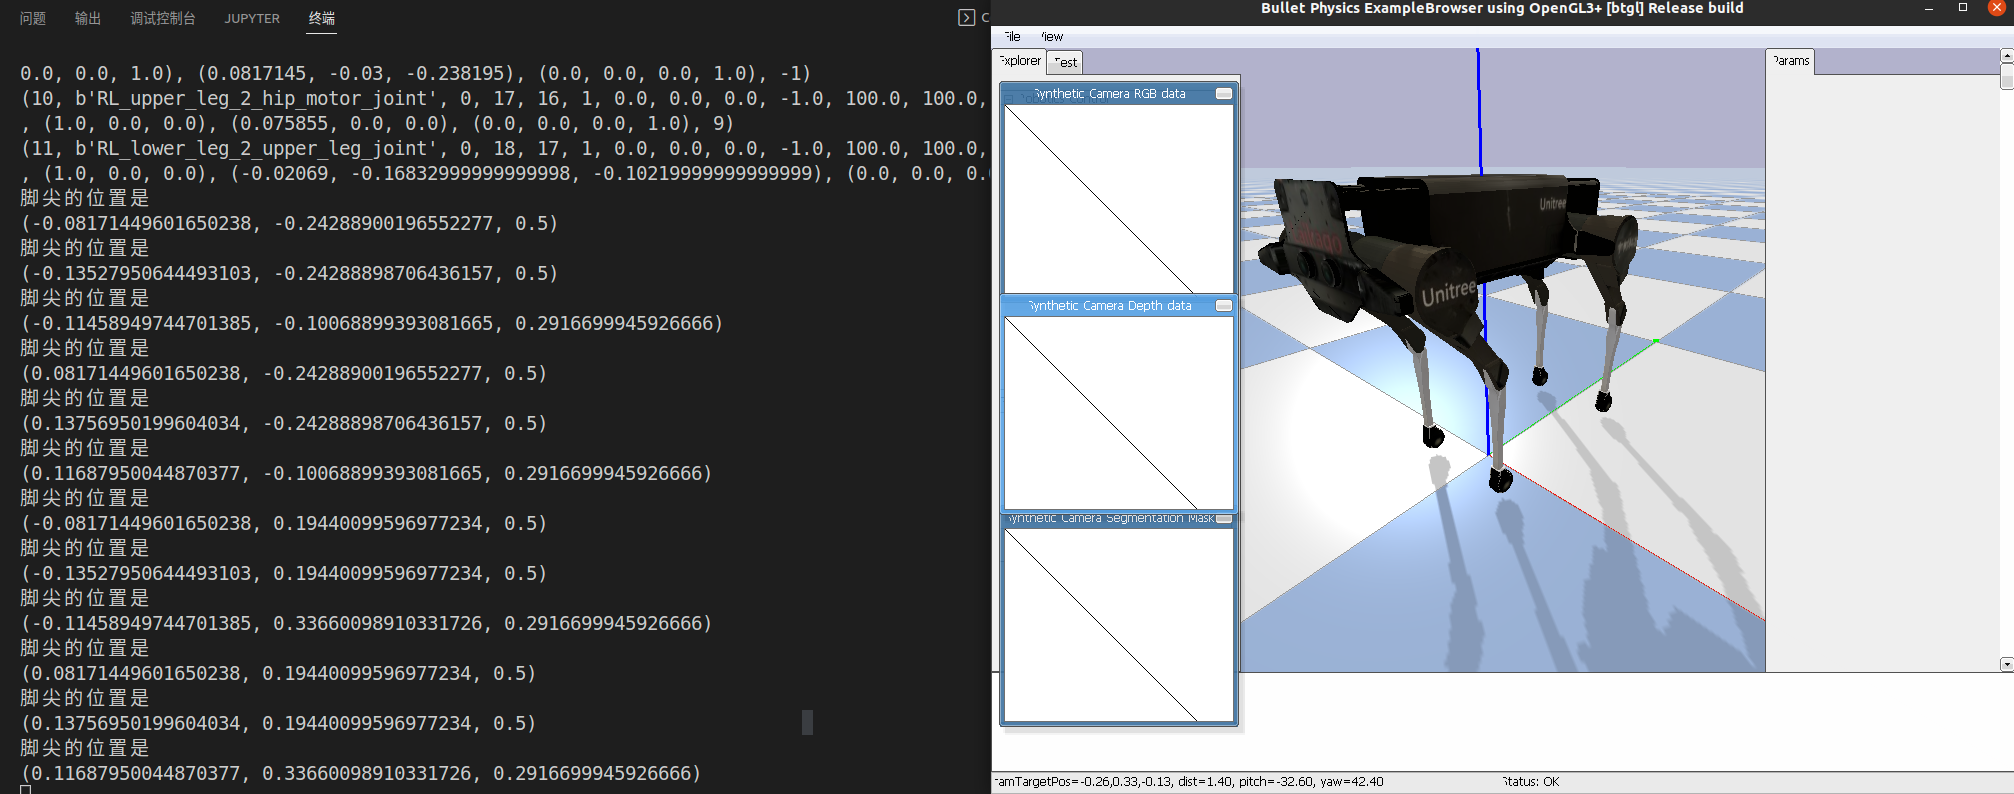 问题 输出 调试控制台 JUPYTER 终端
0.0, 0.0, 1.0), (0.0817145, -0.03, -0.238195), (0.0, 0.0, 0.0, 1.0), -1)
(10, b'RL_upper_leg_2_hip_motor_joint', 0, 17, 16, 1, 0.0, 0.0, 0.0, -1.0, 100.0, 100.0,
, (1.0, 0.0, 0.0), (0.075855, 0.0, 0.0), (0.0, 0.0, 0.0, 1.0), 9)
(11, b'RL_lower_leg_2_upper_leg_joint', 0, 18, 17, 1, 0.0, 0.0, 0.0, -1.0, 100.0, 100.0,
, (1.0, 0.0, 0.0), (-0.02069, -0.16832999999999998, -0.10219999999999999), (0.0, 0.0, 0.
脚尖的位置是
(-0.08171449601650238, -0.24288900196552277, 0.5)
脚尖的位置是
(-0.13527950644493103, -0.24288898706436157, 0.5)
脚尖的位置是
(-0.11458949744701385, -0.10068899393081665, 0.2916699945926666)
脚尖的位置是
(0.08171449601650238, -0.24288900196552277, 0.5)
脚尖的位置是
(0.13756950199604034, -0.24288898706436157, 0.5)
脚尖的位置是
(0.11687950044870377, -0.10068899393081665, 0.2916699945926666)
脚尖的位置是
(-0.08171449601650238, 0.19440099596977234, 0.5)
脚尖的位置是
(-0.13527950644493103, 0.19440099596977234, 0.5)
脚尖的位置是
(-0.11458949744701385, 0.33660098910331726, 0.2916699945926666)
脚尖的位置是
(0.08171449601650238, 0.19440099596977234, 0.5)
脚尖的位置是
(0.13756950199604034, 0.19440099596977234, 0.5)
脚尖的位置是
(0.11687950044870377, 0.33660098910331726, 0.2916699945926666)
Bullet Physics ExampleBrowser using OpenGL3+ [btgl] Release build
File View
Explorer Test
Params
Synthetic Camera RGB data
Synthetic Camera Depth data
Synthetic Camera Segmentation Mask
Unitree
Unitree
camTargetPos=-0.26,0.33,-0.13, dist=1.40, pitch=-32.60, yaw=42.40
Status: OK